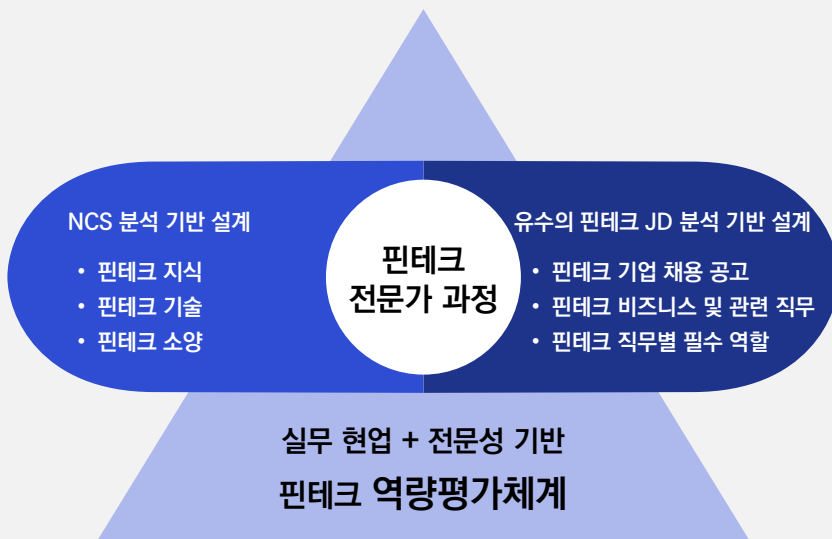 NCS 분석 기반 설계
• 핀테크 지식
• 핀테크 기술
• 핀테크 소양
핀테크
전문가 과정
유수의 핀테크 JD 분석 기반 설계
• 핀테크 기업 채용 공고
• 핀테크 비즈니스 및 관련 직무
• 핀테크 직무별 필수 역할
실무 현업 + 전문성 기반
핀테크 역량평가체계